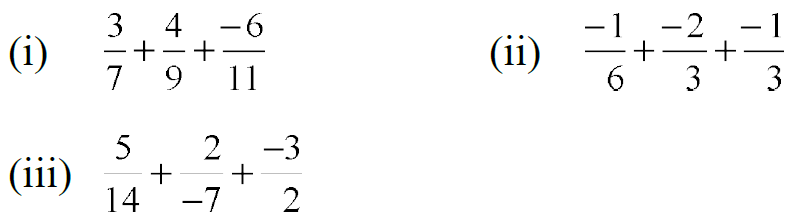 (i) 3/7 + 4/9 + -6/11 (ii) -1/6 + -2/3 + -1/3
(iii) 5/14 + 2/-7 + -3/2